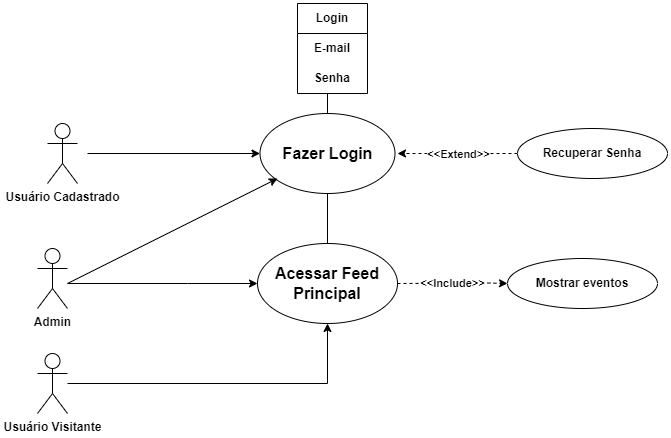 Login
E-mail
Senha
Fazer Login
<<Extend>>
Recuperar Senha
Usuário Cadastrado
Acessar Feed
Principal
<<Include>>
Mostrar eventos
Admin
Usuário Visitante